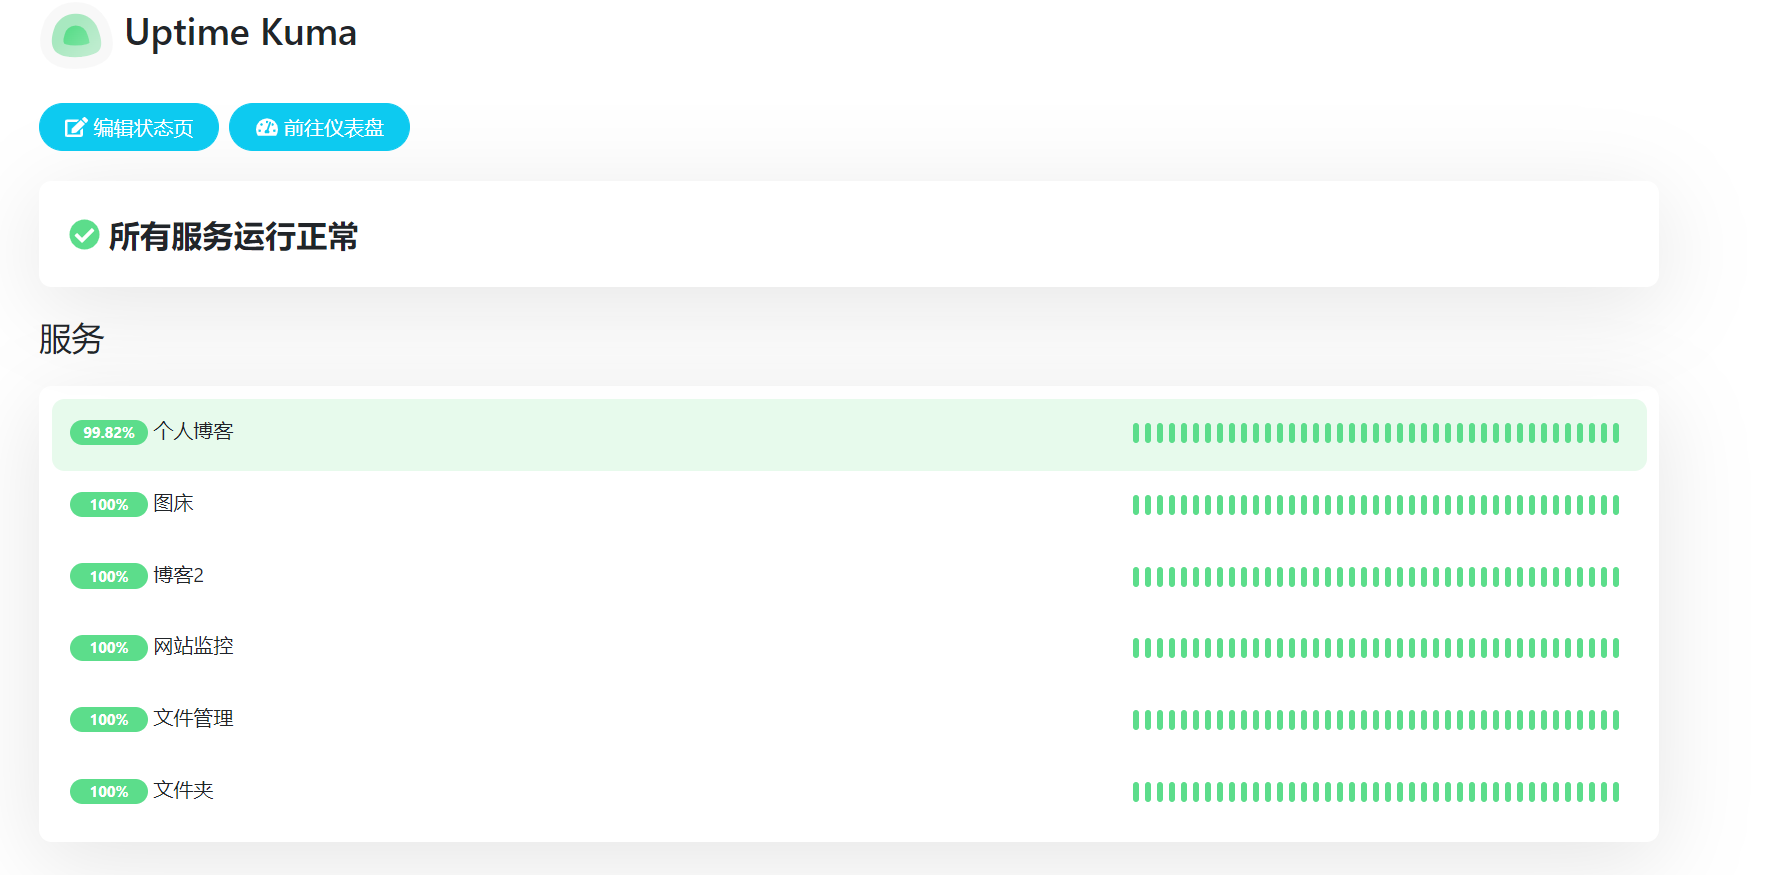 Uptime Kuma
编辑状态页 前往仪表盘
所有服务运行正常
服务
99.82% 个人博客
100% 图床
100% 博客2
100% 网站监控
100% 文件管理
100% 文件夹